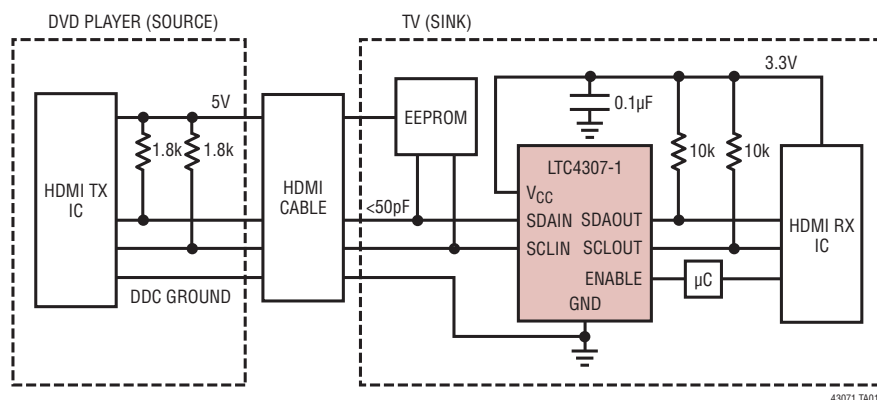 DVD PLAYER (SOURCE)
TV (SINK)
3.3V
5V
EEPROM
0.1µF
1.8k
1.8k
10k
10k
LTC4307-1
HDMI TX
IC
HDMI
CABLE
VCC
<50pF
SDAIN
SDAOUT
HDMI RX
IC
SCLIN
SCLOUT
ENABLE
µC
DDC GROUND
GND
43071 TA01